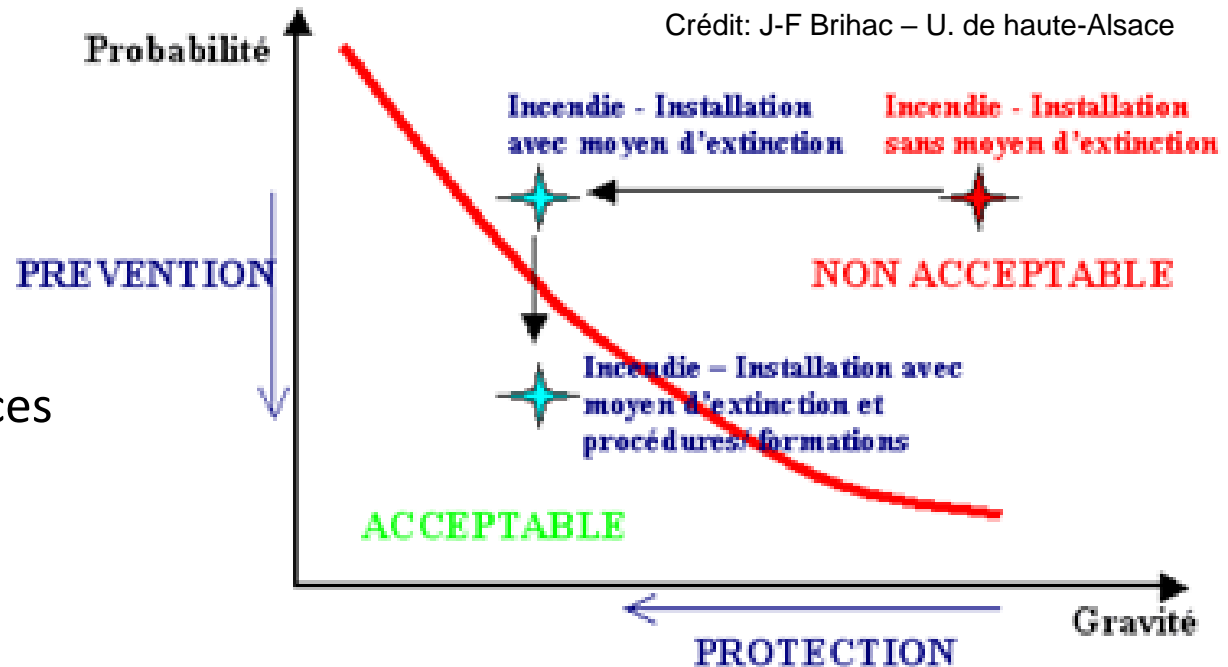 Crédit: J-F Brihac – U. de haute-Alsace
Probabilité
Incendie - Installation
avec moyen d'extinction
Incendie - Installation
sans moyen d'extinction
PREVENTION
NON ACCEPTABLE
Incendie – Installation avec
moyen d'extinction et
procédures/ formations
ces
ACCEPTABLE
Gravité
PROTECTION